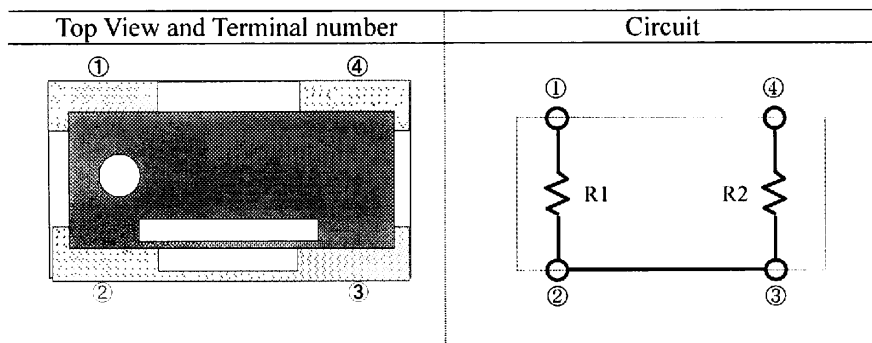 Top View and Terminal number
Circuit
① ④
② ③
① ④
R1 R2
② ③